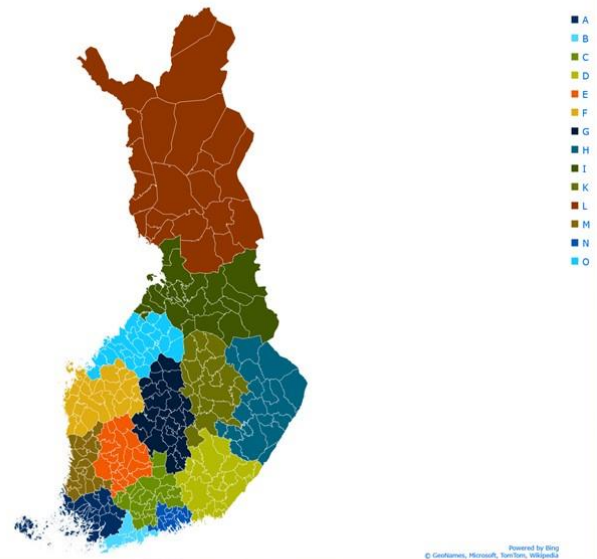 A
B
C
D
E
F
G
H
I
K
L
M
N
O
Powered by Bing
© GeoNames, Microsoft, TomTom, Wikipedia